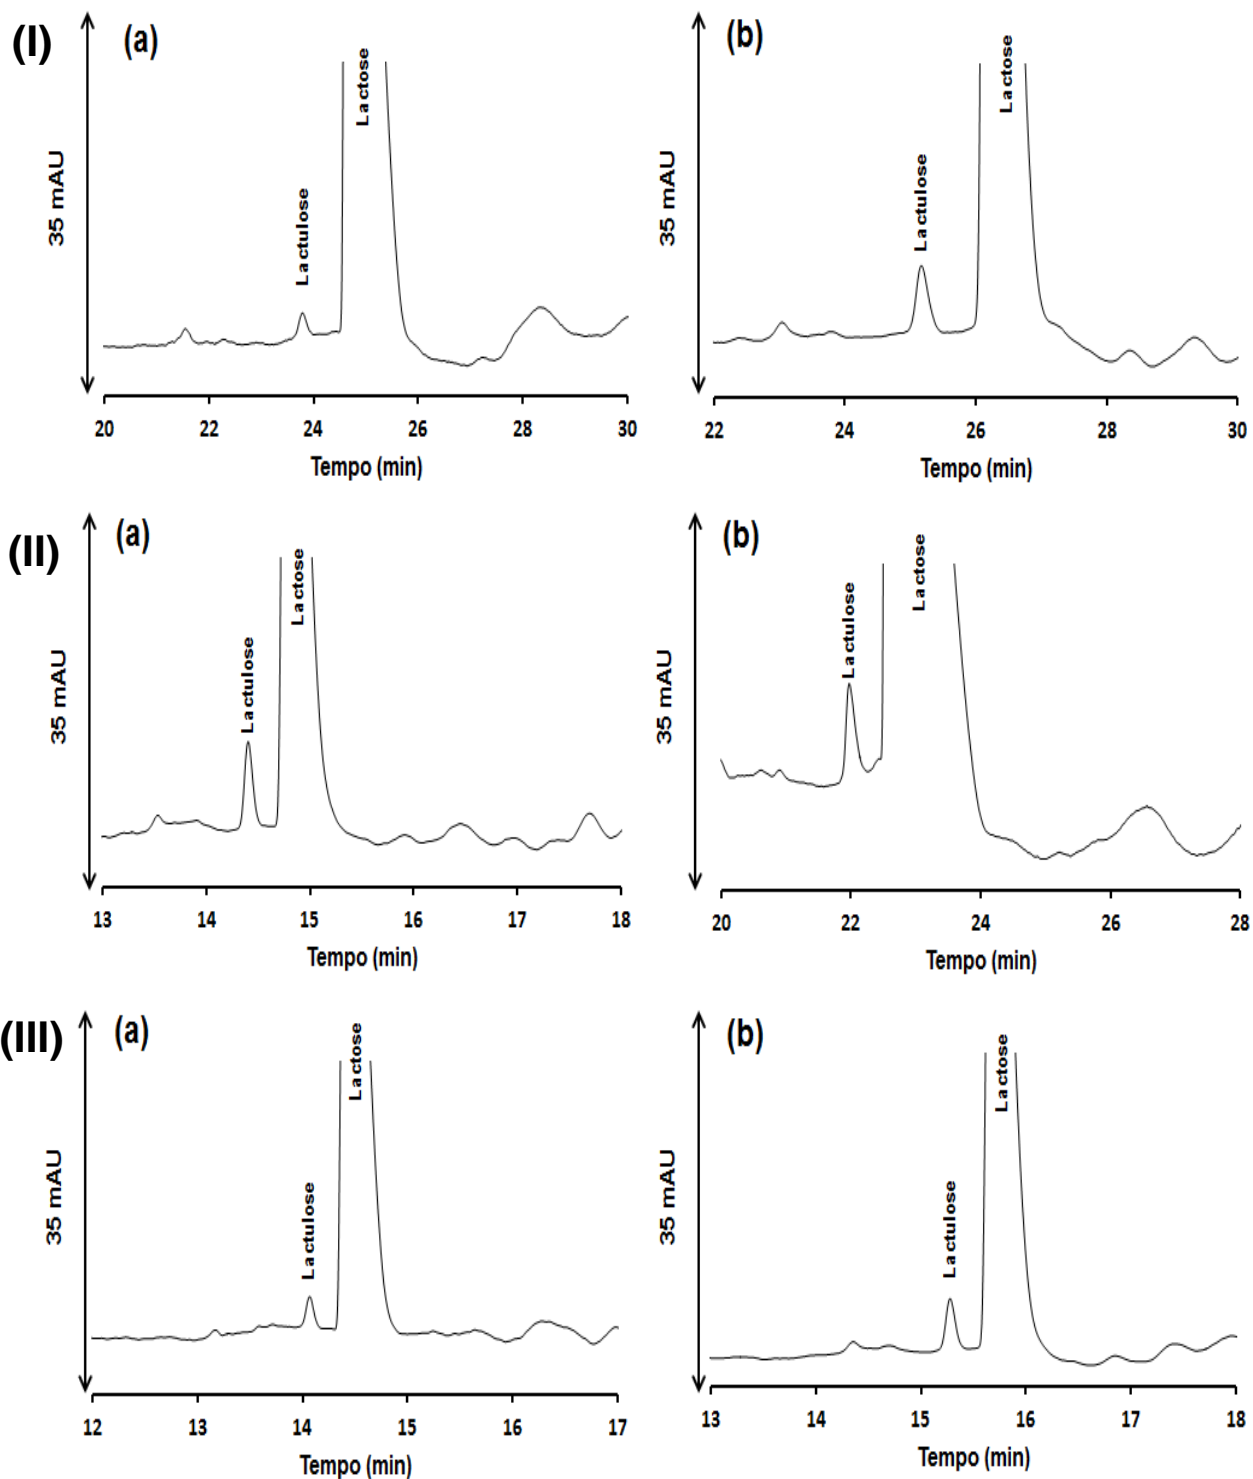 (I)
(a)
Lactose
Lactulose
35 mAU
20 22 24 26 28 30
Tempo (min)
(b)
Lactose
Lactulose
35 mAU
22 24 26 28 30
Tempo (min)
(II)
(a)
Lactose
Lactulose
35 mAU
13 14 15 16 17 18
Tempo (min)
(b)
Lactose
Lactulose
35 mAU
20 22 24 26 28
Tempo (min)
(III)
(a)
Lactose
Lactulose
35 mAU
12 13 14 15 16 17
Tempo (min)
(b)
Lactose
Lactulose
35 mAU
13 14 15 16 17 18
Tempo (min)